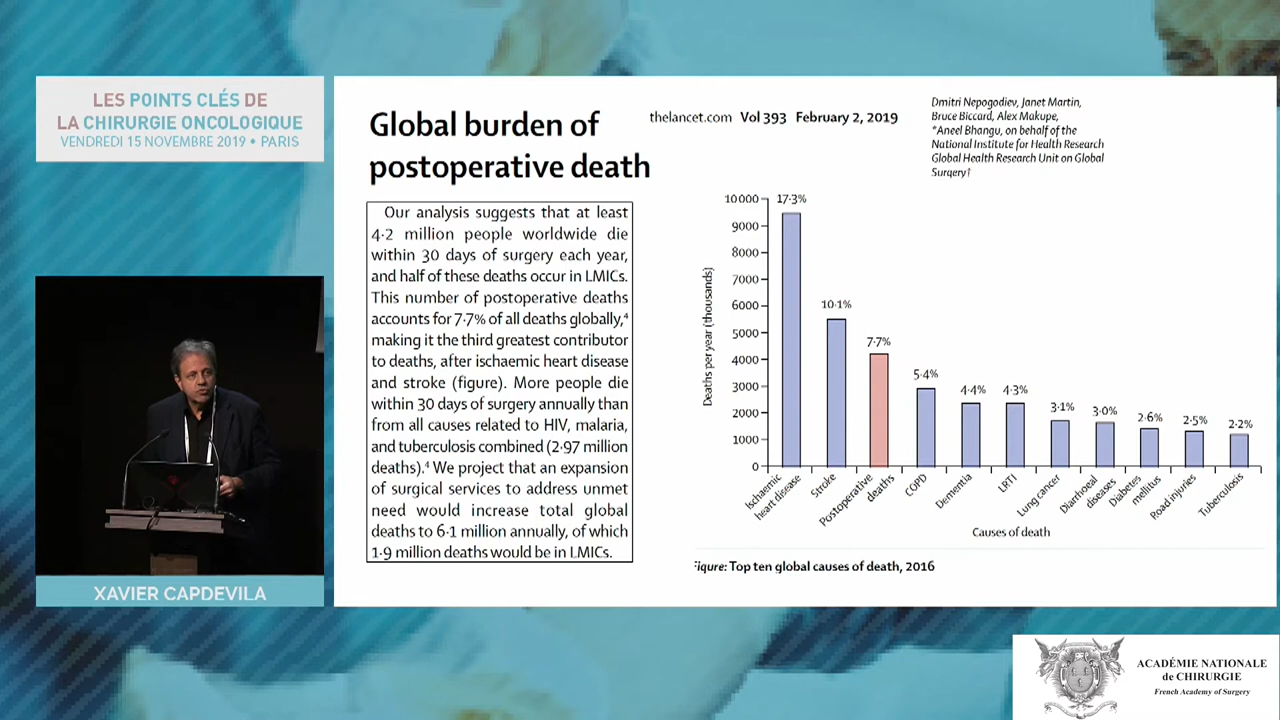 LES POINTS CLÉS DE
LA CHIRURGIE ONCOLOGIQUE
VENDREDI 15 NOVEMBRE 2019 • PARIS
XAVIER CAPDEVILA
Global burden of
postoperative death
thelancet.com Vol 393 February 2, 2019
Dmitri Nepogodiev, Janet Martin,
Bruce Biccard, Alex Makupe,
*Aneel Bhangu, on behalf of the
National Institute for Health Research
Global Health Research Unit on Global
Surgery†
Our analysis suggests that at least
4·2 million people worldwide die
within 30 days of surgery each year,
and half of these deaths occur in LMICs.
This number of postoperative deaths
accounts for 7·7% of all deaths globally,⁴
making it the third greatest contributor
to deaths, after ischaemic heart disease
and stroke (figure). More people die
within 30 days of surgery annually than
from all causes related to HIV, malaria,
and tuberculosis combined (2·97 million
deaths).⁴ We project that an expansion
of surgical services to address unmet
need would increase total global
deaths to 6·1 million annually, of which
1·9 million deaths would be in LMICs.
Deaths per year (thousands)
10 000
9000
8000
7000
6000
5000
4000
3000
2000
1000
0
17·3%
10·1%
7·7%
5·4%
4·4%
4·3%
3·1%
3·0%
2·6%
2·5%
2·2%
Ischaemic
heart disease
Stroke
Postoperative
deaths
COPD
Dementia
LRTI
Lung cancer
Diarrhoeal
diseases
Diabetes
mellitus
Road injuries
Tuberculosis
Causes of death
Figure: Top ten global causes of death, 2016
ACADÉMIE NATIONALE
de CHIRURGIE
French Academy of Surgery